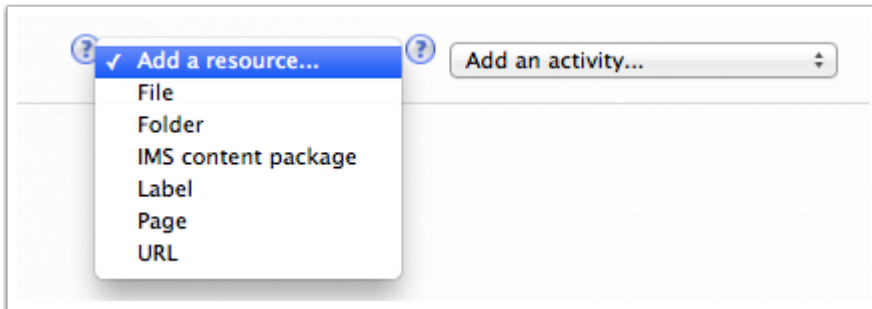 ? ✓ Add a resource... ? Add an activity...
File
Folder
IMS content package
Label
Page
URL